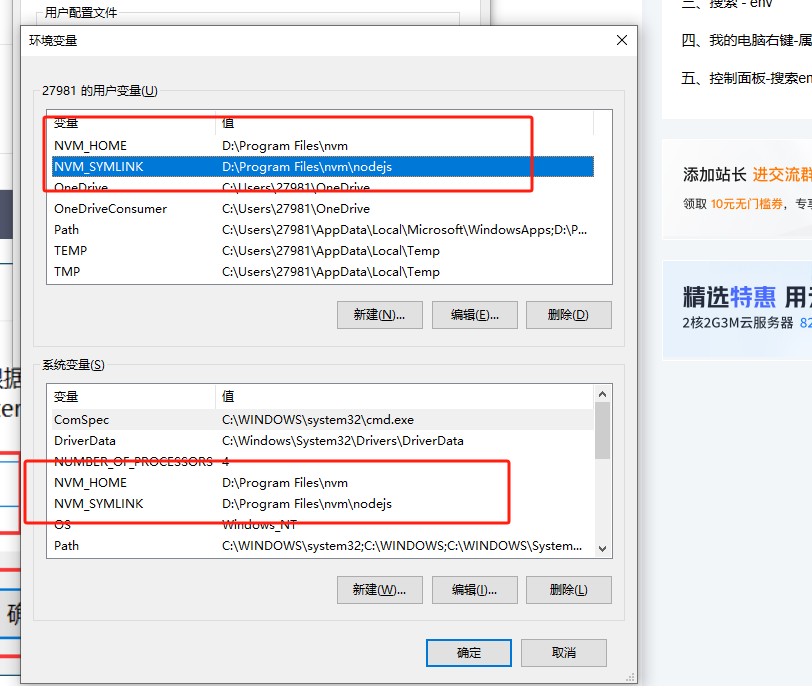 用户配置文件
环境变量
27981 的用户变量(U)
变量 值
NVM_HOME D:\Program Files\nvm
NVM_SYMLINK D:\Program Files\nvm\nodejs
OneDrive C:\Users\27981\OneDrive
OneDriveConsumer C:\Users\27981\OneDrive
Path C:\Users\27981\AppData\Local\Microsoft\WindowsApps;D:\P...
TEMP C:\Users\27981\AppData\Local\Temp
TMP C:\Users\27981\AppData\Local\Temp
新建(N)... 编辑(E)... 删除(D)
系统变量(S)
变量 值
ComSpec C:\WINDOWS\system32\cmd.exe
DriverData C:\Windows\System32\Drivers\DriverData
NUMBER_OF_PROCESSORS 4
NVM_HOME D:\Program Files\nvm
NVM_SYMLINK D:\Program Files\nvm\nodejs
OS Windows_NT
Path C:\WINDOWS\system32;C:\WINDOWS;C:\WINDOWS\System...
新建(W)... 编辑(I)... 删除(L)
确定 取消
三、搜索 - env
四、我的电脑右键-属
五、控制面板-搜索en
添加站长 进交流群
领取 10元无门槛券，专享
精选特惠 用云
2核2G3M云服务器 82
根据
ter
确